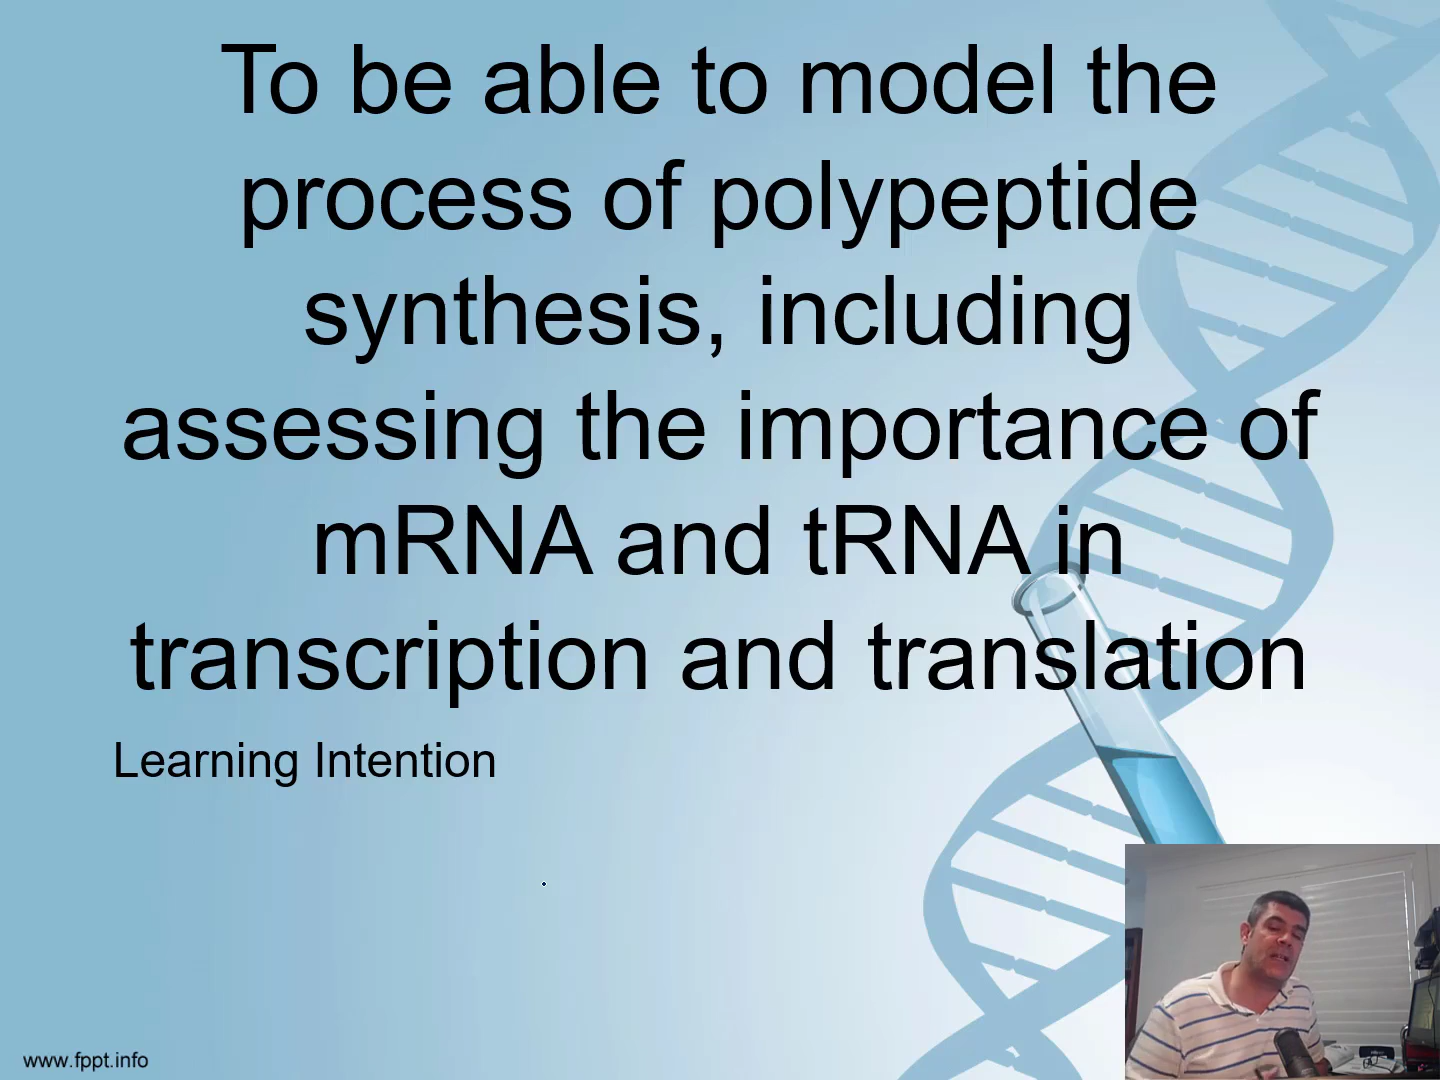 To be able to model the
process of polypeptide
synthesis, including
assessing the importance of
mRNA and tRNA in
transcription and translation
Learning Intention
www.fppt.info